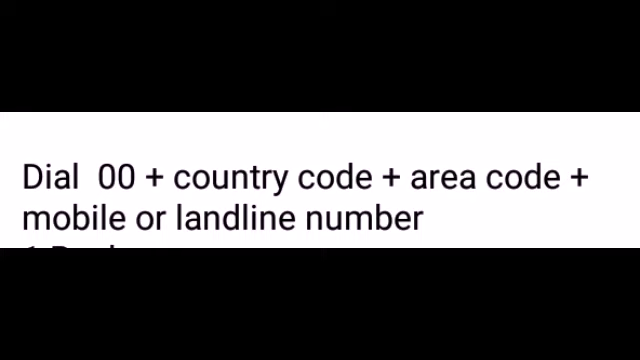 Dial  00 + country code + area code +
mobile or landline number